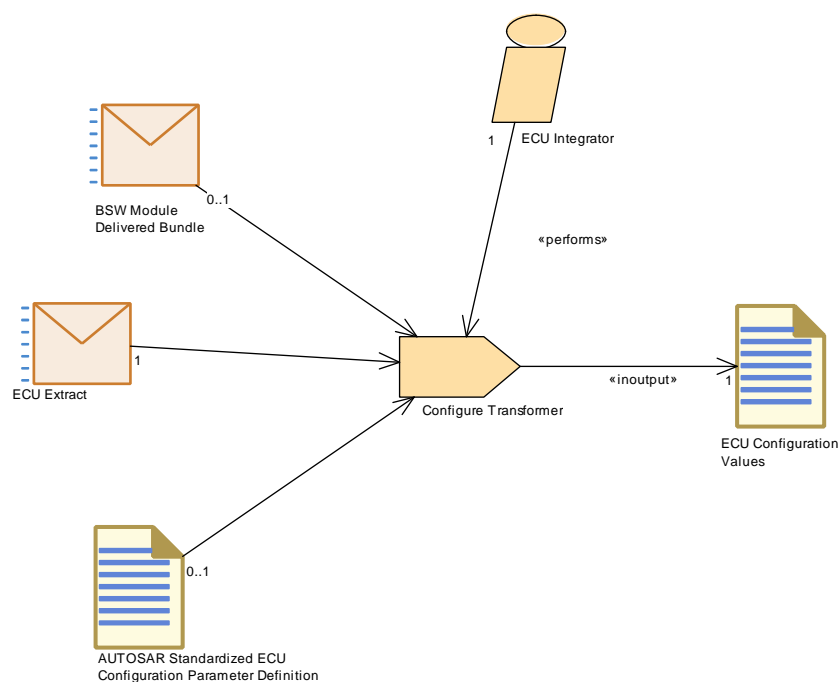 1
ECU Integrator
0..1
BSW Module
Delivered Bundle
«performs»
1
ECU Extract
«inoutput»
1
Configure Transformer
ECU Configuration
Values
0..1
AUTOSAR Standardized ECU
Configuration Parameter Definition